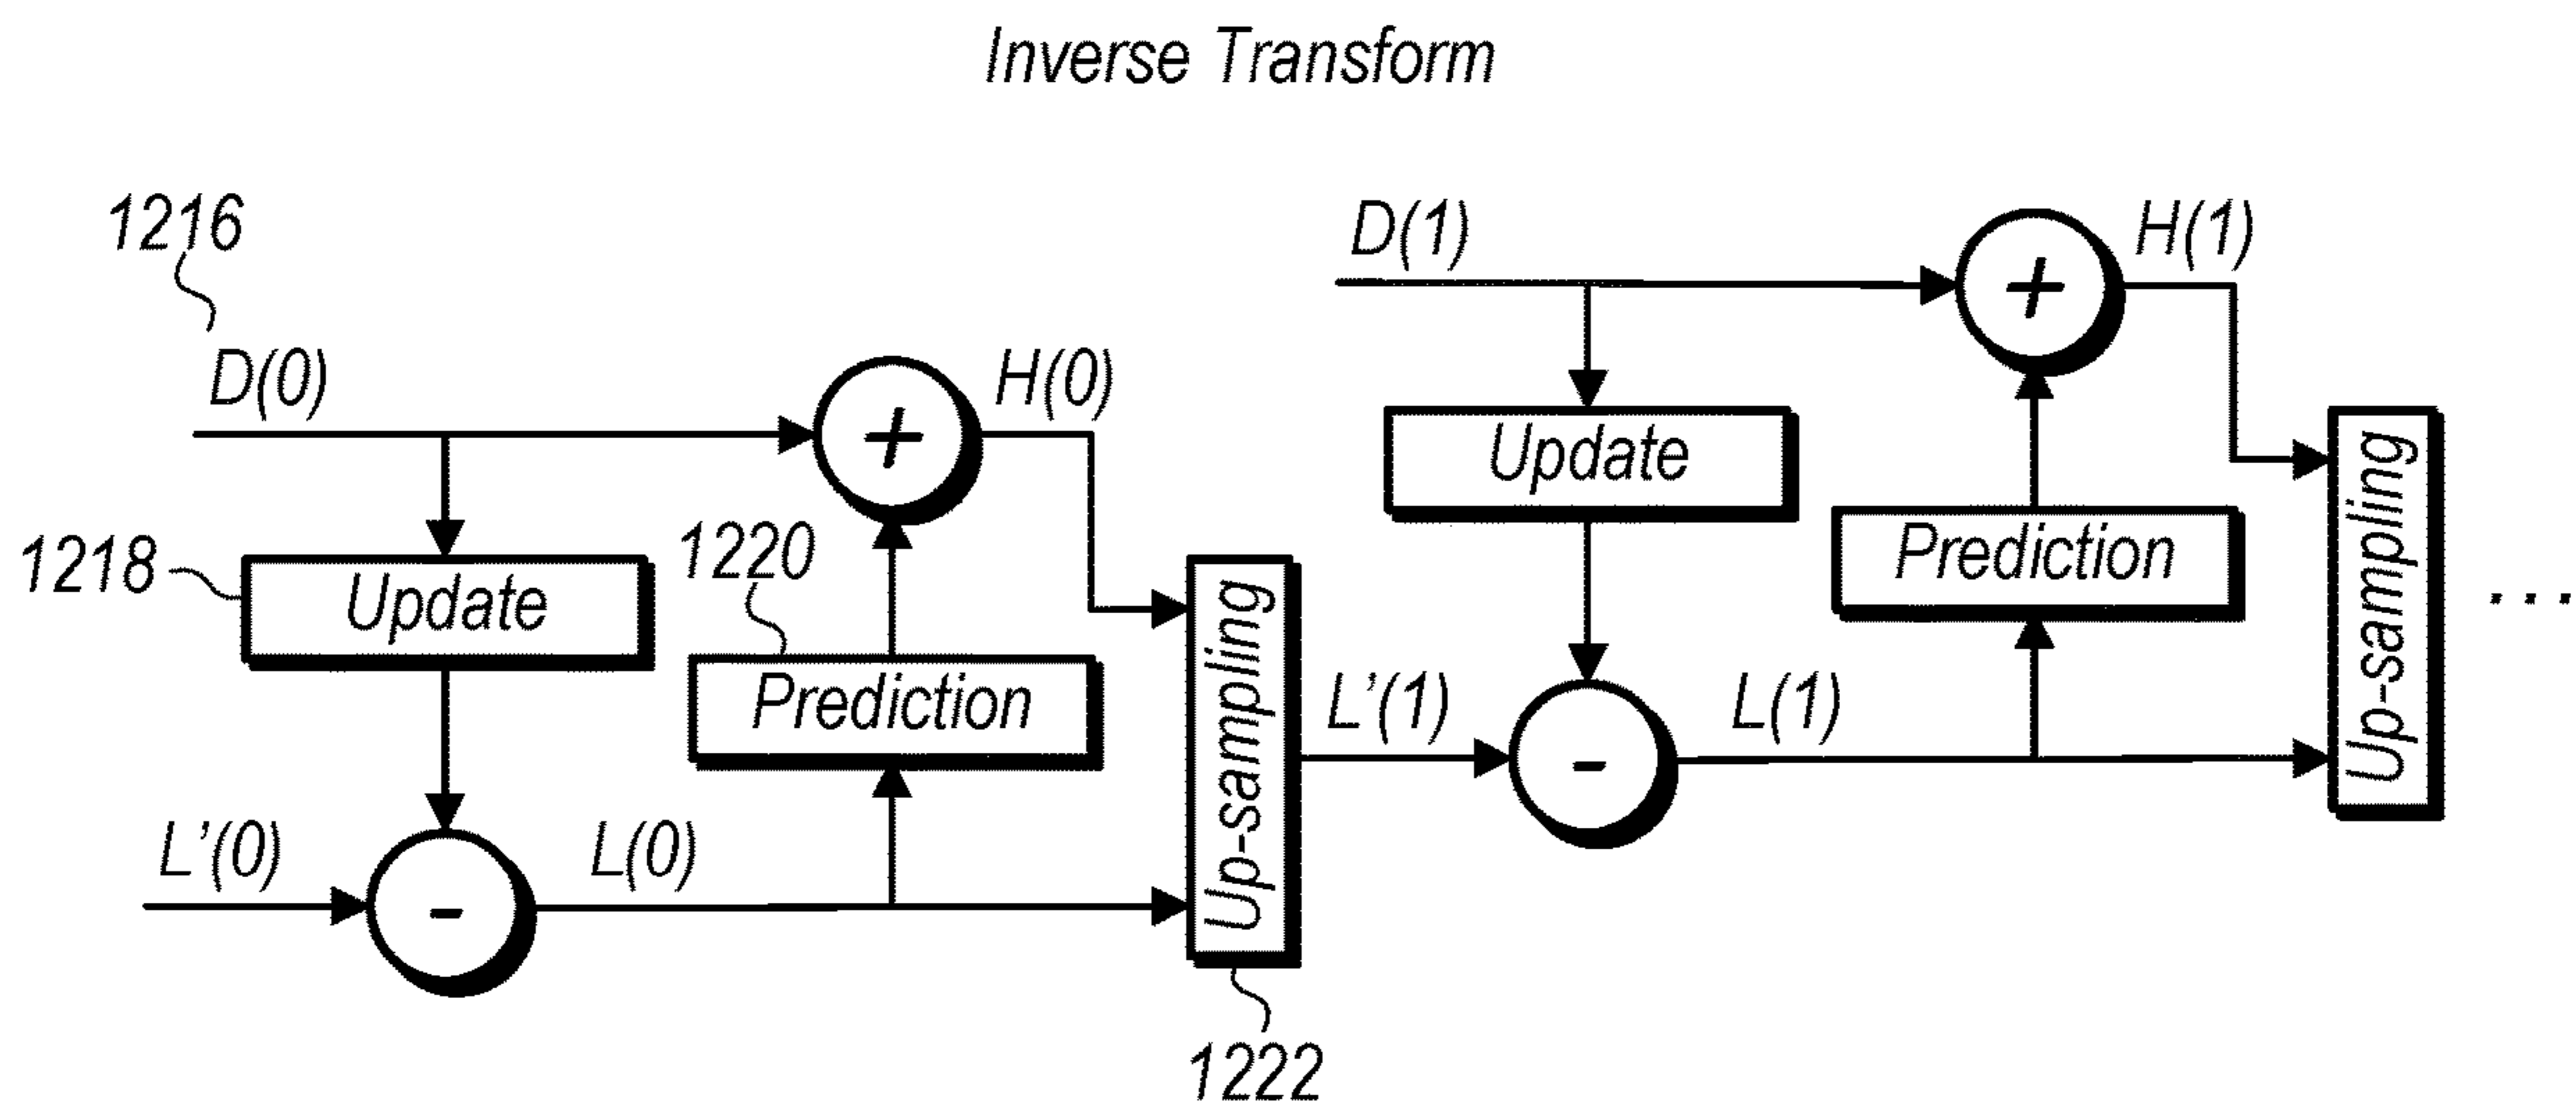 Inverse Transform
1216
D(0)
H(0)
1218
Update
1220
Prediction
L'(0)
L(0)
Up-sampling
1222
D(1)
H(1)
Update
Prediction
L'(1)
L(1)
Up-sampling
...